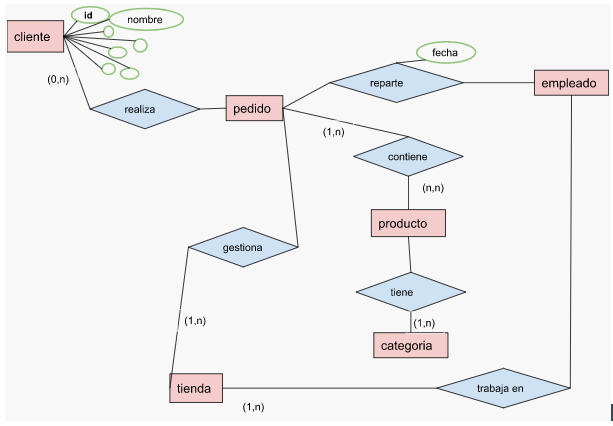 id
nombre
cliente
fecha
(0,n)
reparte
empleado
realiza
pedido
(1,n)
contiene
(n,n)
producto
gestiona
tiene
(1,n)
(1,n)
categoria
tienda
trabaja en
(1,n)